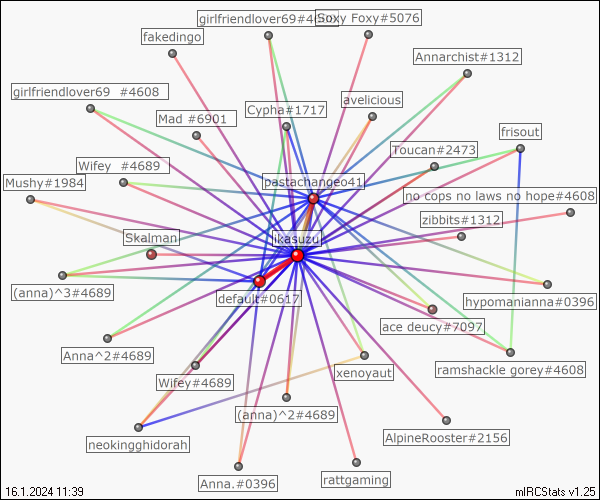 girlfriendlover69#4608
Soxy Foxy#5076
fakedingo
Annarchist#1312
girlfriendlover69 #4608
avelicious
Cypha#1717
Mad #6901
frisout
Toucan#2473
Wifey #4689
pastachangeo41
Mushy#1984
no cops no laws no hope#4608
zibbits#1312
Skalman
ikasuzu
(anna)^3#4689
default#0617
hypomanianna#0396
ace deucy#7097
Anna^2#4689
xenoyaut
ramshackle gorey#4608
Wifey#4689
(anna)^2#4689
neokingghidorah
AlpineRooster#2156
Anna.#0396
rattgaming
16.1.2024 11:39
mIRCStats v1.25